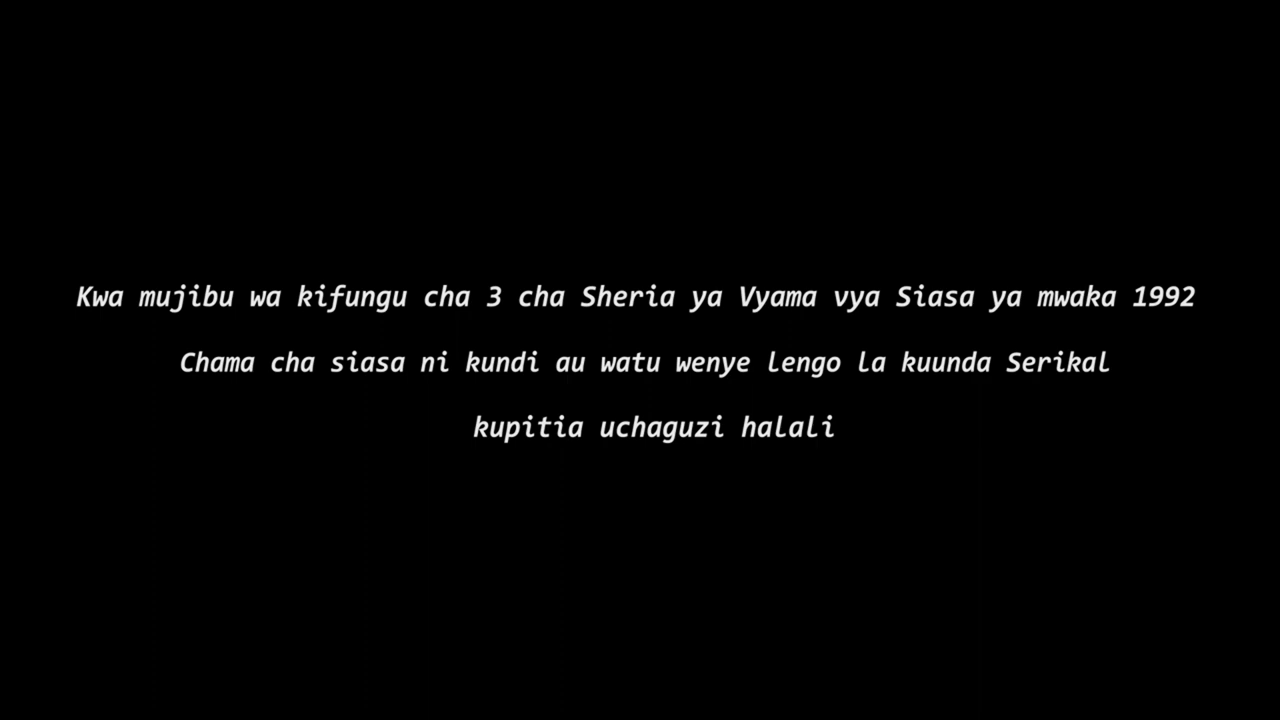 Kwa mujibu wa kifungu cha 3 cha Sheria ya Vyama vya Siasa ya mwaka 1992
Chama cha siasa ni kundi au watu wenye lengo la kuunda Serikal
kupitia uchaguzi halali